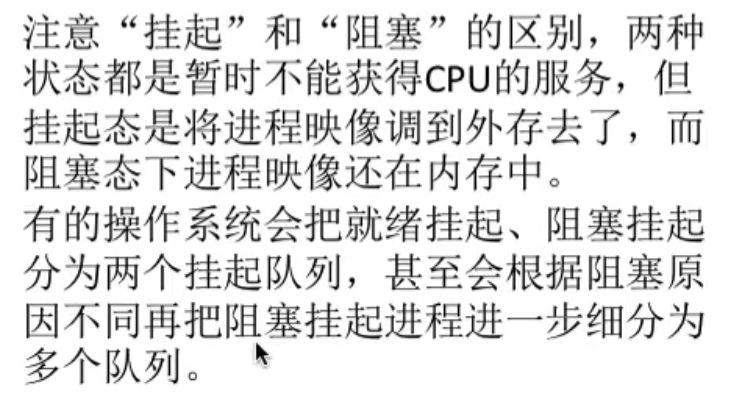 注意“挂起”和“阻塞”的区别，两种
状态都是暂时不能获得CPU的服务，但
挂起态是将进程映像调到外存去了，而
阻塞态下进程映像还在内存中。
有的操作系统会把就绪挂起、阻塞挂起
分为两个挂起队列，甚至会根据阻塞原
因不同再把阻塞挂起进程进一步细分为
多个队列。